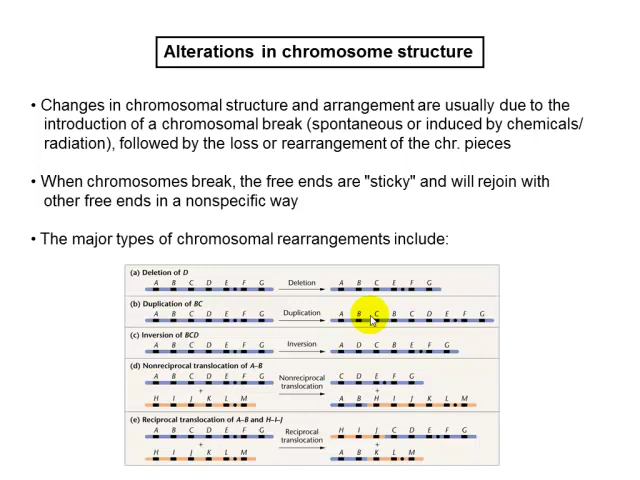 Alterations in chromosome structure
• Changes in chromosomal structure and arrangement are usually due to the
introduction of a chromosomal break (spontaneous or induced by chemicals/
radiation), followed by the loss or rearrangement of the chr. pieces
• When chromosomes break, the free ends are "sticky" and will rejoin with
other free ends in a nonspecific way
• The major types of chromosomal rearrangements include:
(a) Deletion of D
A B C D E F G Deletion A B C E F G
(b) Duplication of BC
A B C D E F G Duplication A B C B C D E F G
(c) Inversion of BCD
A B C D E F G Inversion A D C B E F G
(d) Nonreciprocal translocation of A–B
A B C D E F G Nonreciprocal C D E F G
+ translocation +
H I J K L M A B H I J K L M
(e) Reciprocal translocation of A–B and H–I–J
A B C D E F G Reciprocal H I J C D E F G
+ translocation +
H I J K L M A B K L M